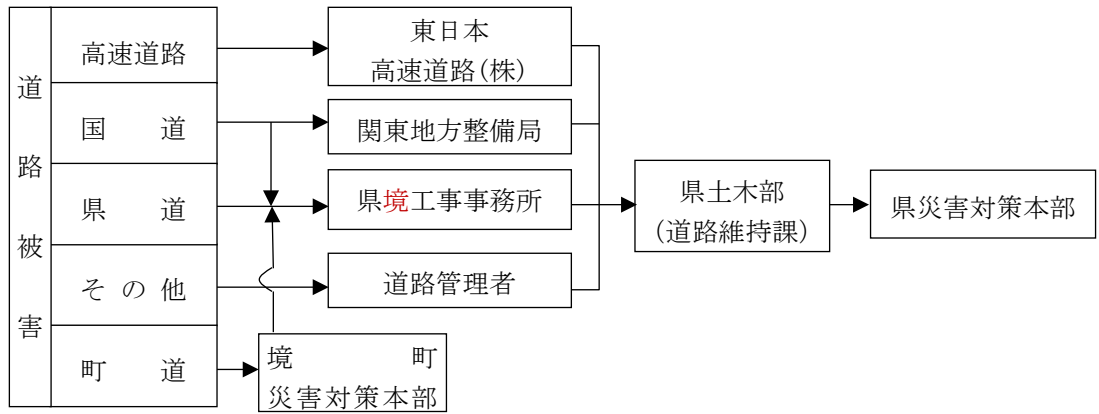 道路被害
高速道路
国　道
県　道
その他
町　道
東日本
高速道路(株)
関東地方整備局
県境工事事務所
道路管理者
境　町
災害対策本部
県土木部
(道路維持課)
県災害対策本部